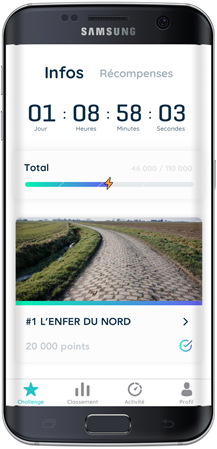 SAMSUNG
Infos Récompenses
01 : 08 : 58 : 03
Jour Heures Minutes Secondes
Total 46 000 / 110 000
#1 L'ENFER DU NORD
20 000 points
Challenge Classement Activité Profil